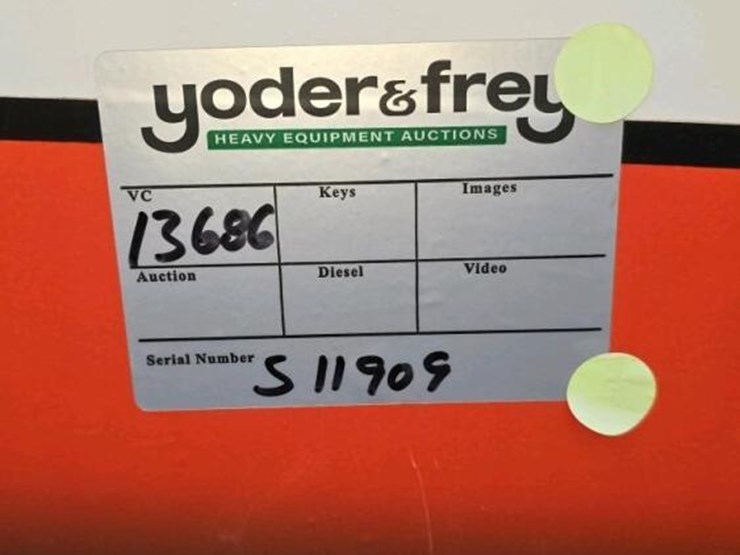 yoder&frey
HEAVY EQUIPMENT AUCTIONS
VC Keys Images
13686
Auction Diesel Video
Serial Number S11909